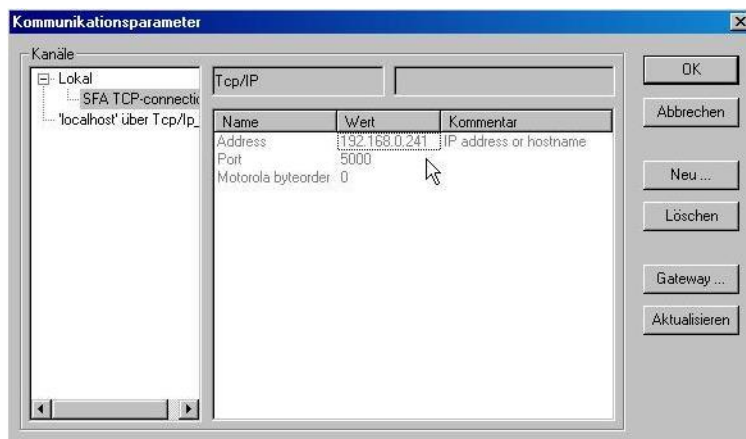 Kommunikationsparameter
Kanäle
Lokal
SFA TCP-connectic
'localhost' über Tcp/Ip_
Tcp/IP
Name Wert Kommentar
Address 192.168.0.241 IP address or hostname
Port 5000
Motorola byteorder 0
OK
Abbrechen
Neu ...
Löschen
Gateway ...
Aktualisieren